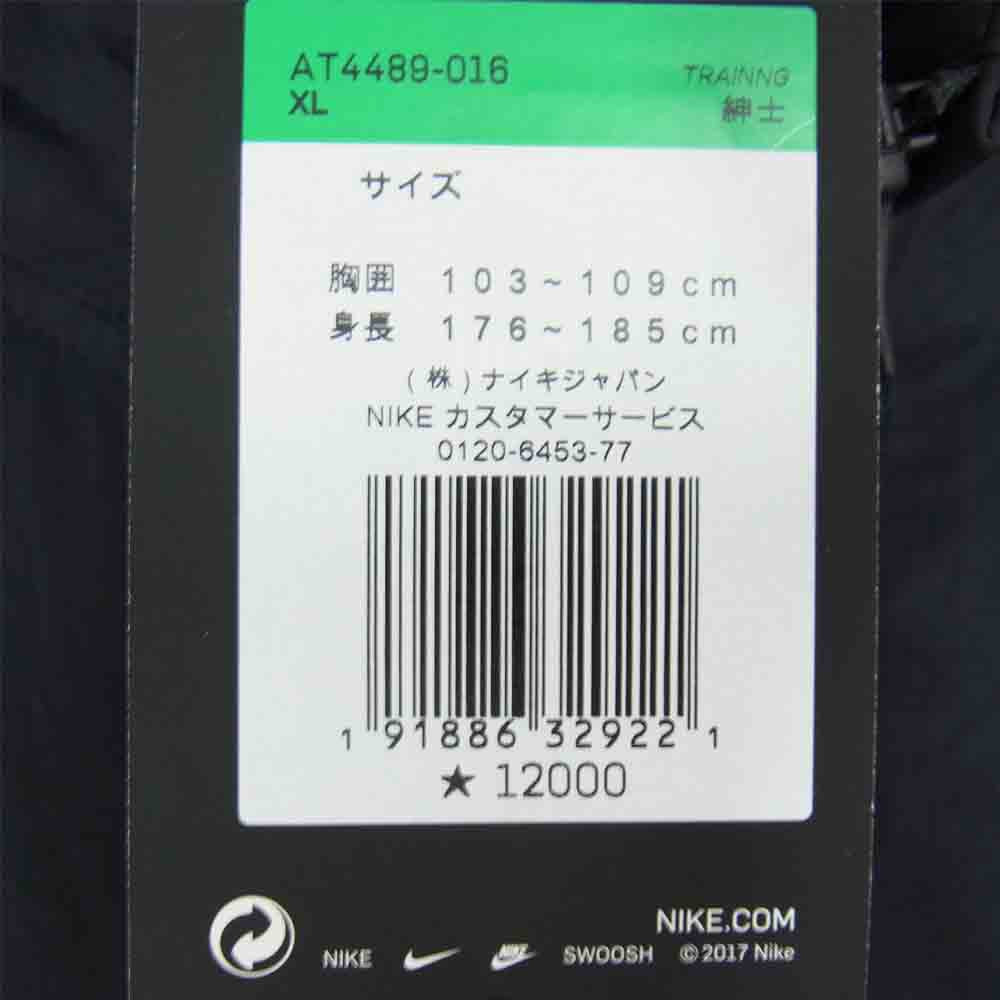 AT4489-016 TRAINNG
XL 紳士
サイズ
胸囲 103~109cm
身長 176~185cm
(株)ナイキジャパン
NIKE カスタマーサービス
0120-6453-77
1 91886 32922 1
★ 12000
NIKE.COM
NIKE NIKE SWOOSH © 2017 Nike